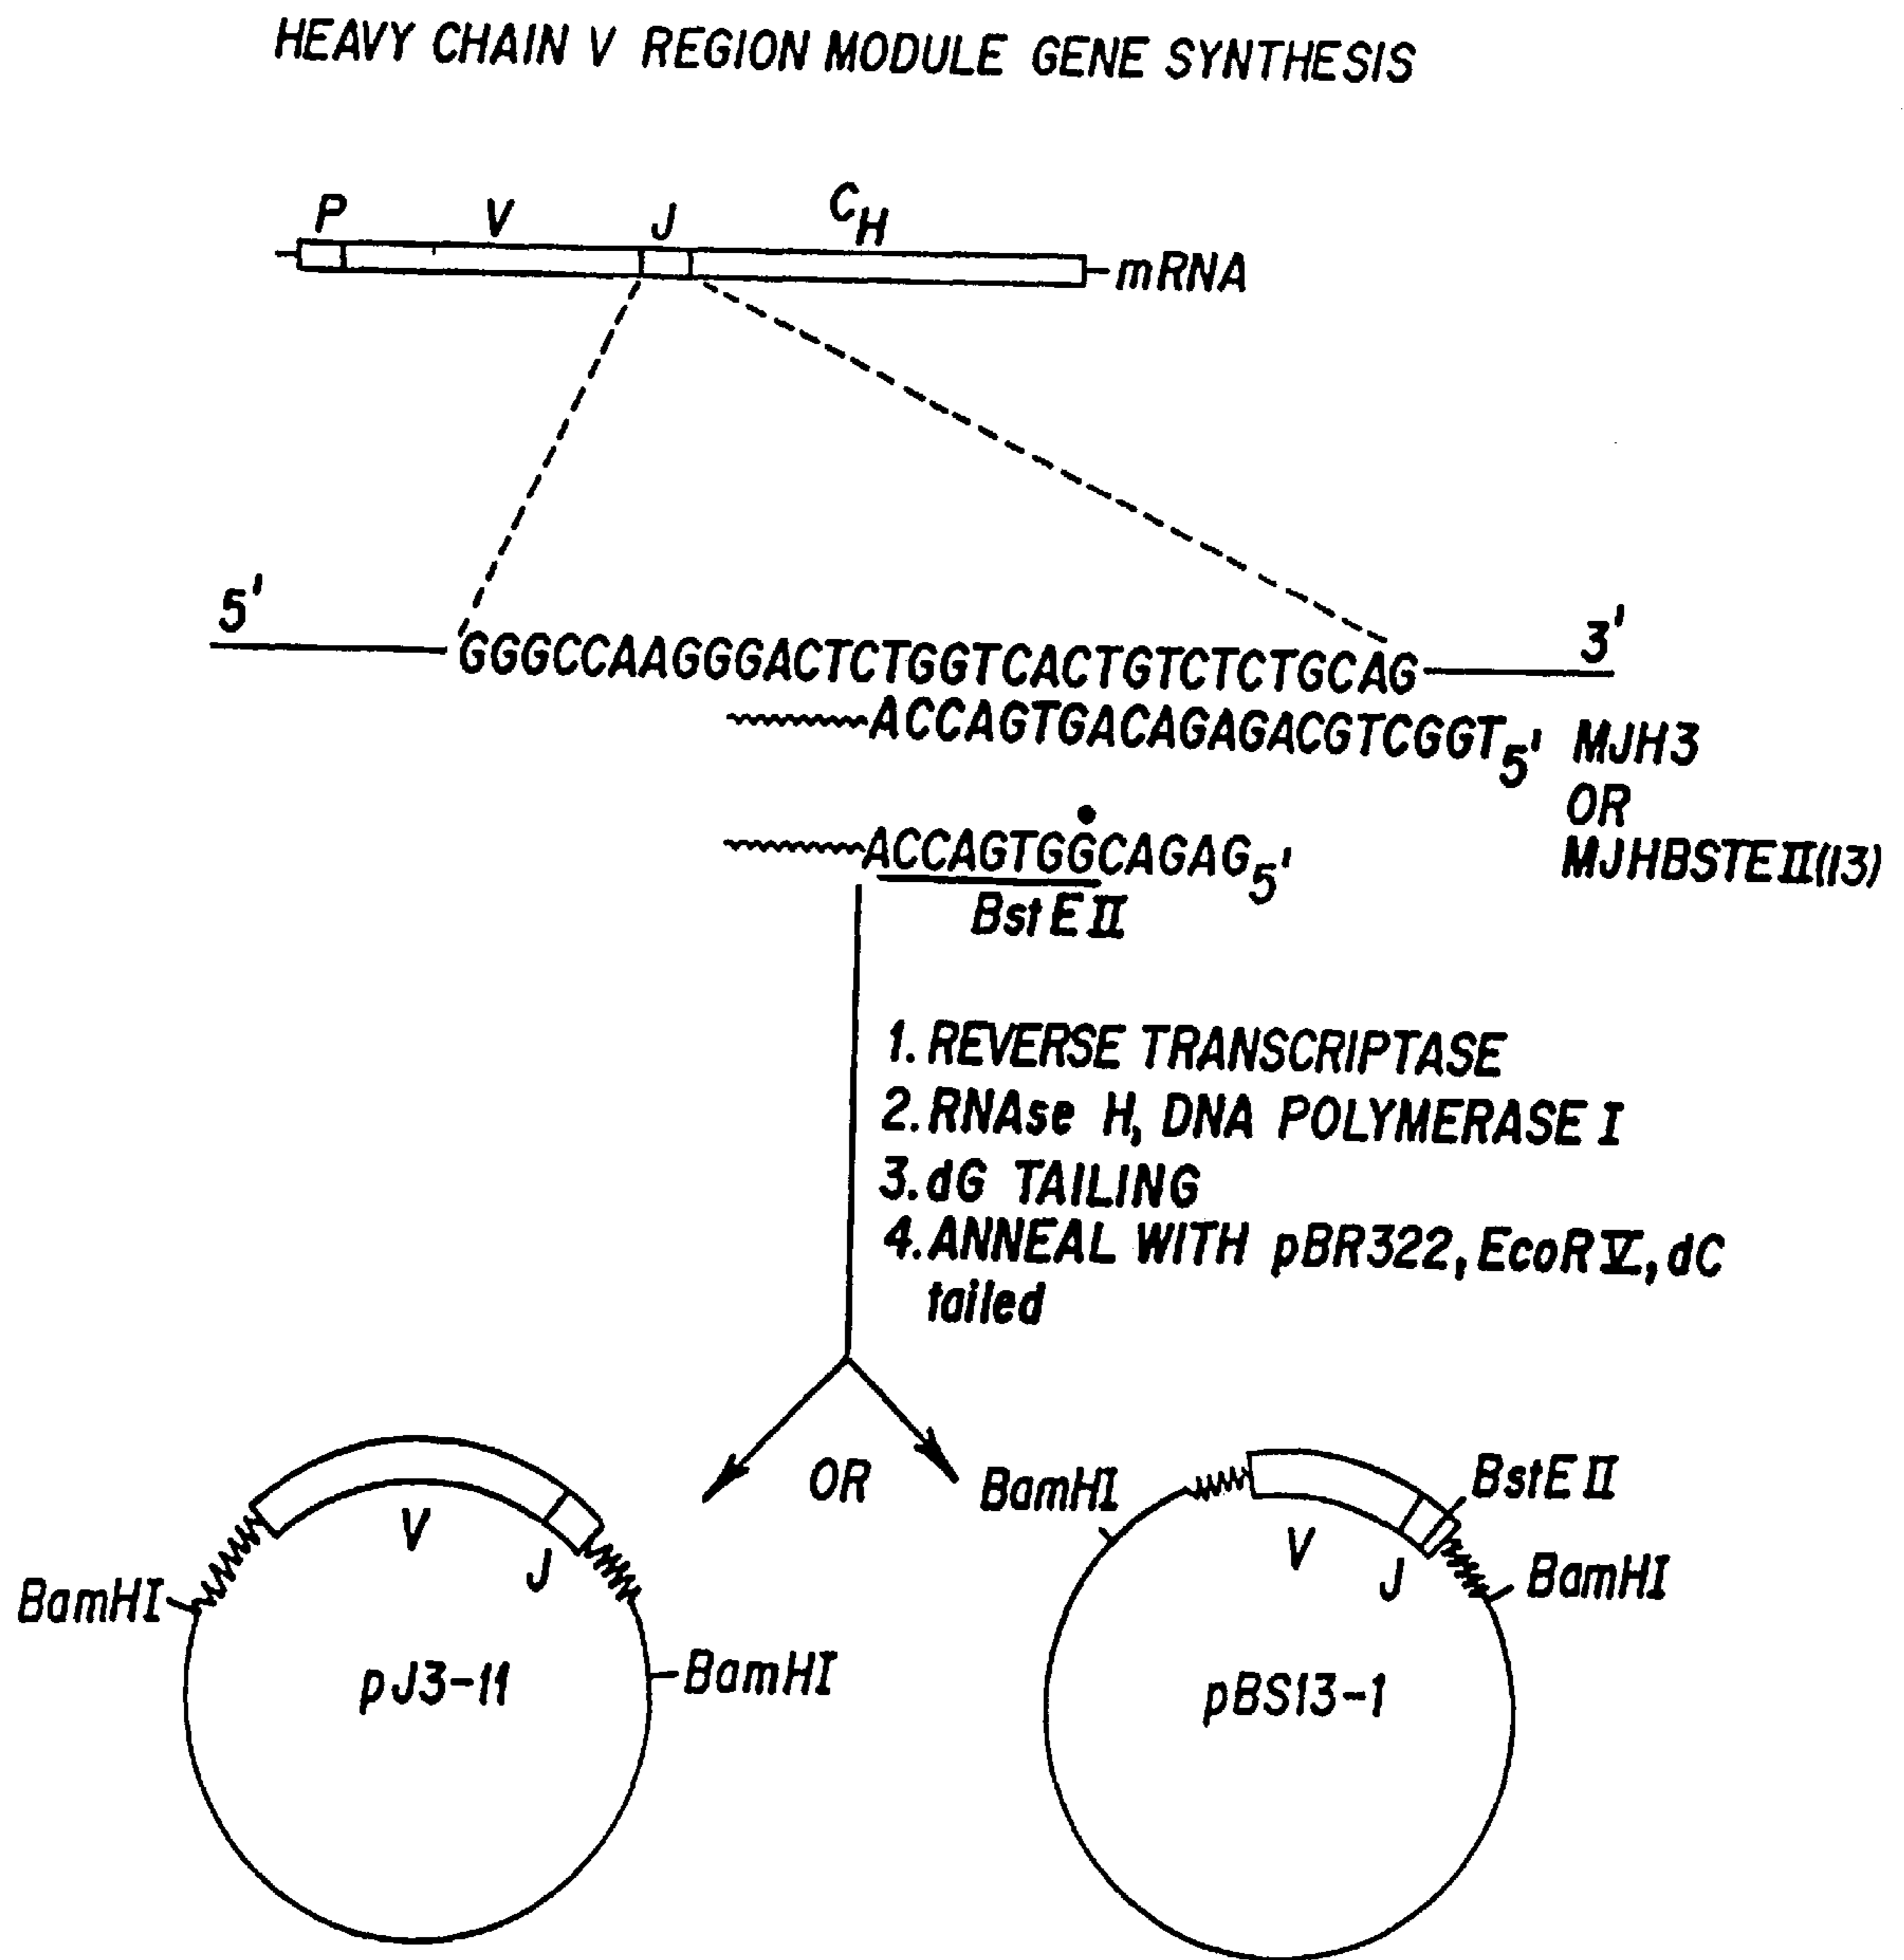 HEAVY CHAIN V REGION MODULE GENE SYNTHESIS
P V J CH
mRNA
5' 3'
GGGCCAAGGGACTCTGGTCACTGTCTCTGCAG
ACCAGTGACAGAGACGTCGGT5' MJH3
OR
ACCAGTGGCAGAG5' MJHBSTEII(13)
BstEII
1. REVERSE TRANSCRIPTASE
2. RNAse H, DNA POLYMERASE I
3. dG TAILING
4. ANNEAL WITH pBR322, EcoRV, dC
tailed
OR
BamHI
V
J
BamHI
pJ3-11
BamHI
BstEII
V
J
BamHI
pBS13-1